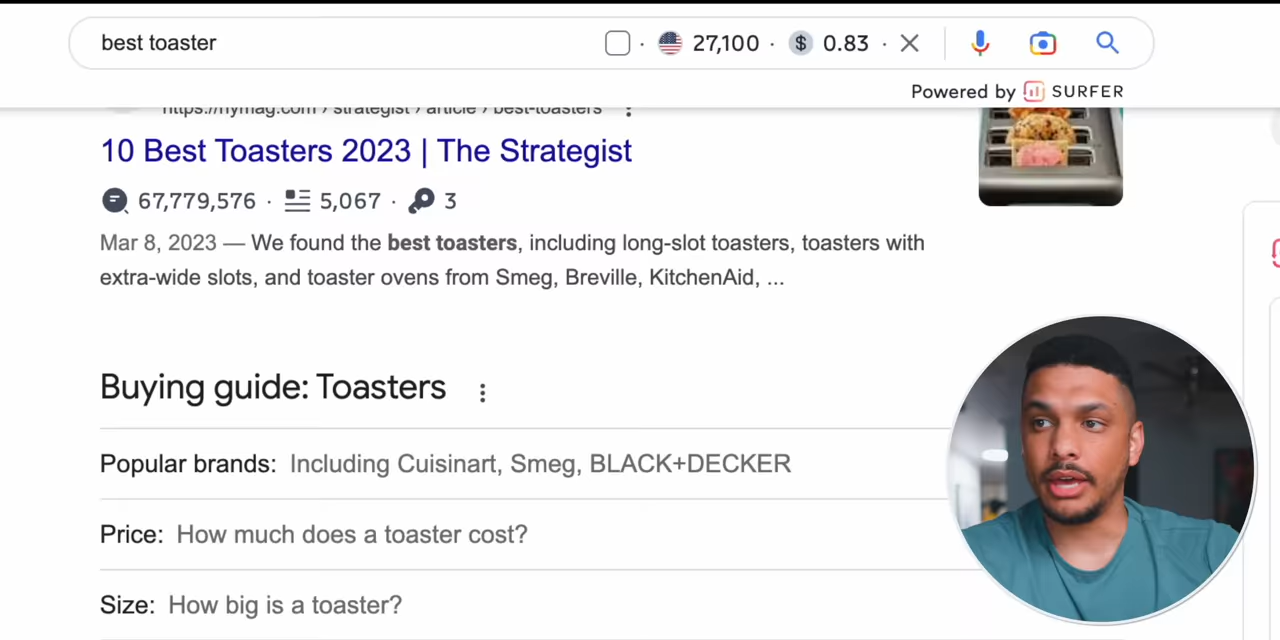 best toaster
27,100 · $ 0.83 ·
Powered by SURFER
https://nymag.com › strategist › article › best-toasters
10 Best Toasters 2023 | The Strategist
67,779,576 · 5,067 · 3
Mar 8, 2023 — We found the best toasters, including long-slot toasters, toasters with
extra-wide slots, and toaster ovens from Smeg, Breville, KitchenAid, ...
Buying guide: Toasters
Popular brands: Including Cuisinart, Smeg, BLACK+DECKER
Price: How much does a toaster cost?
Size: How big is a toaster?